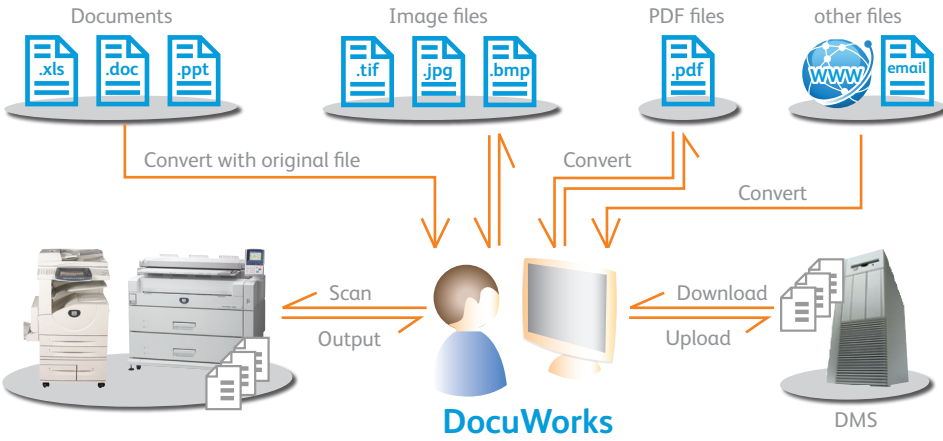 Documents
Image files
PDF files
other files
.xls
.doc
.ppt
.tif
.jpg
.bmp
.pdf
www
email
Convert with original file
Convert
Convert
Scan
Output
Download
Upload
DocuWorks
DMS